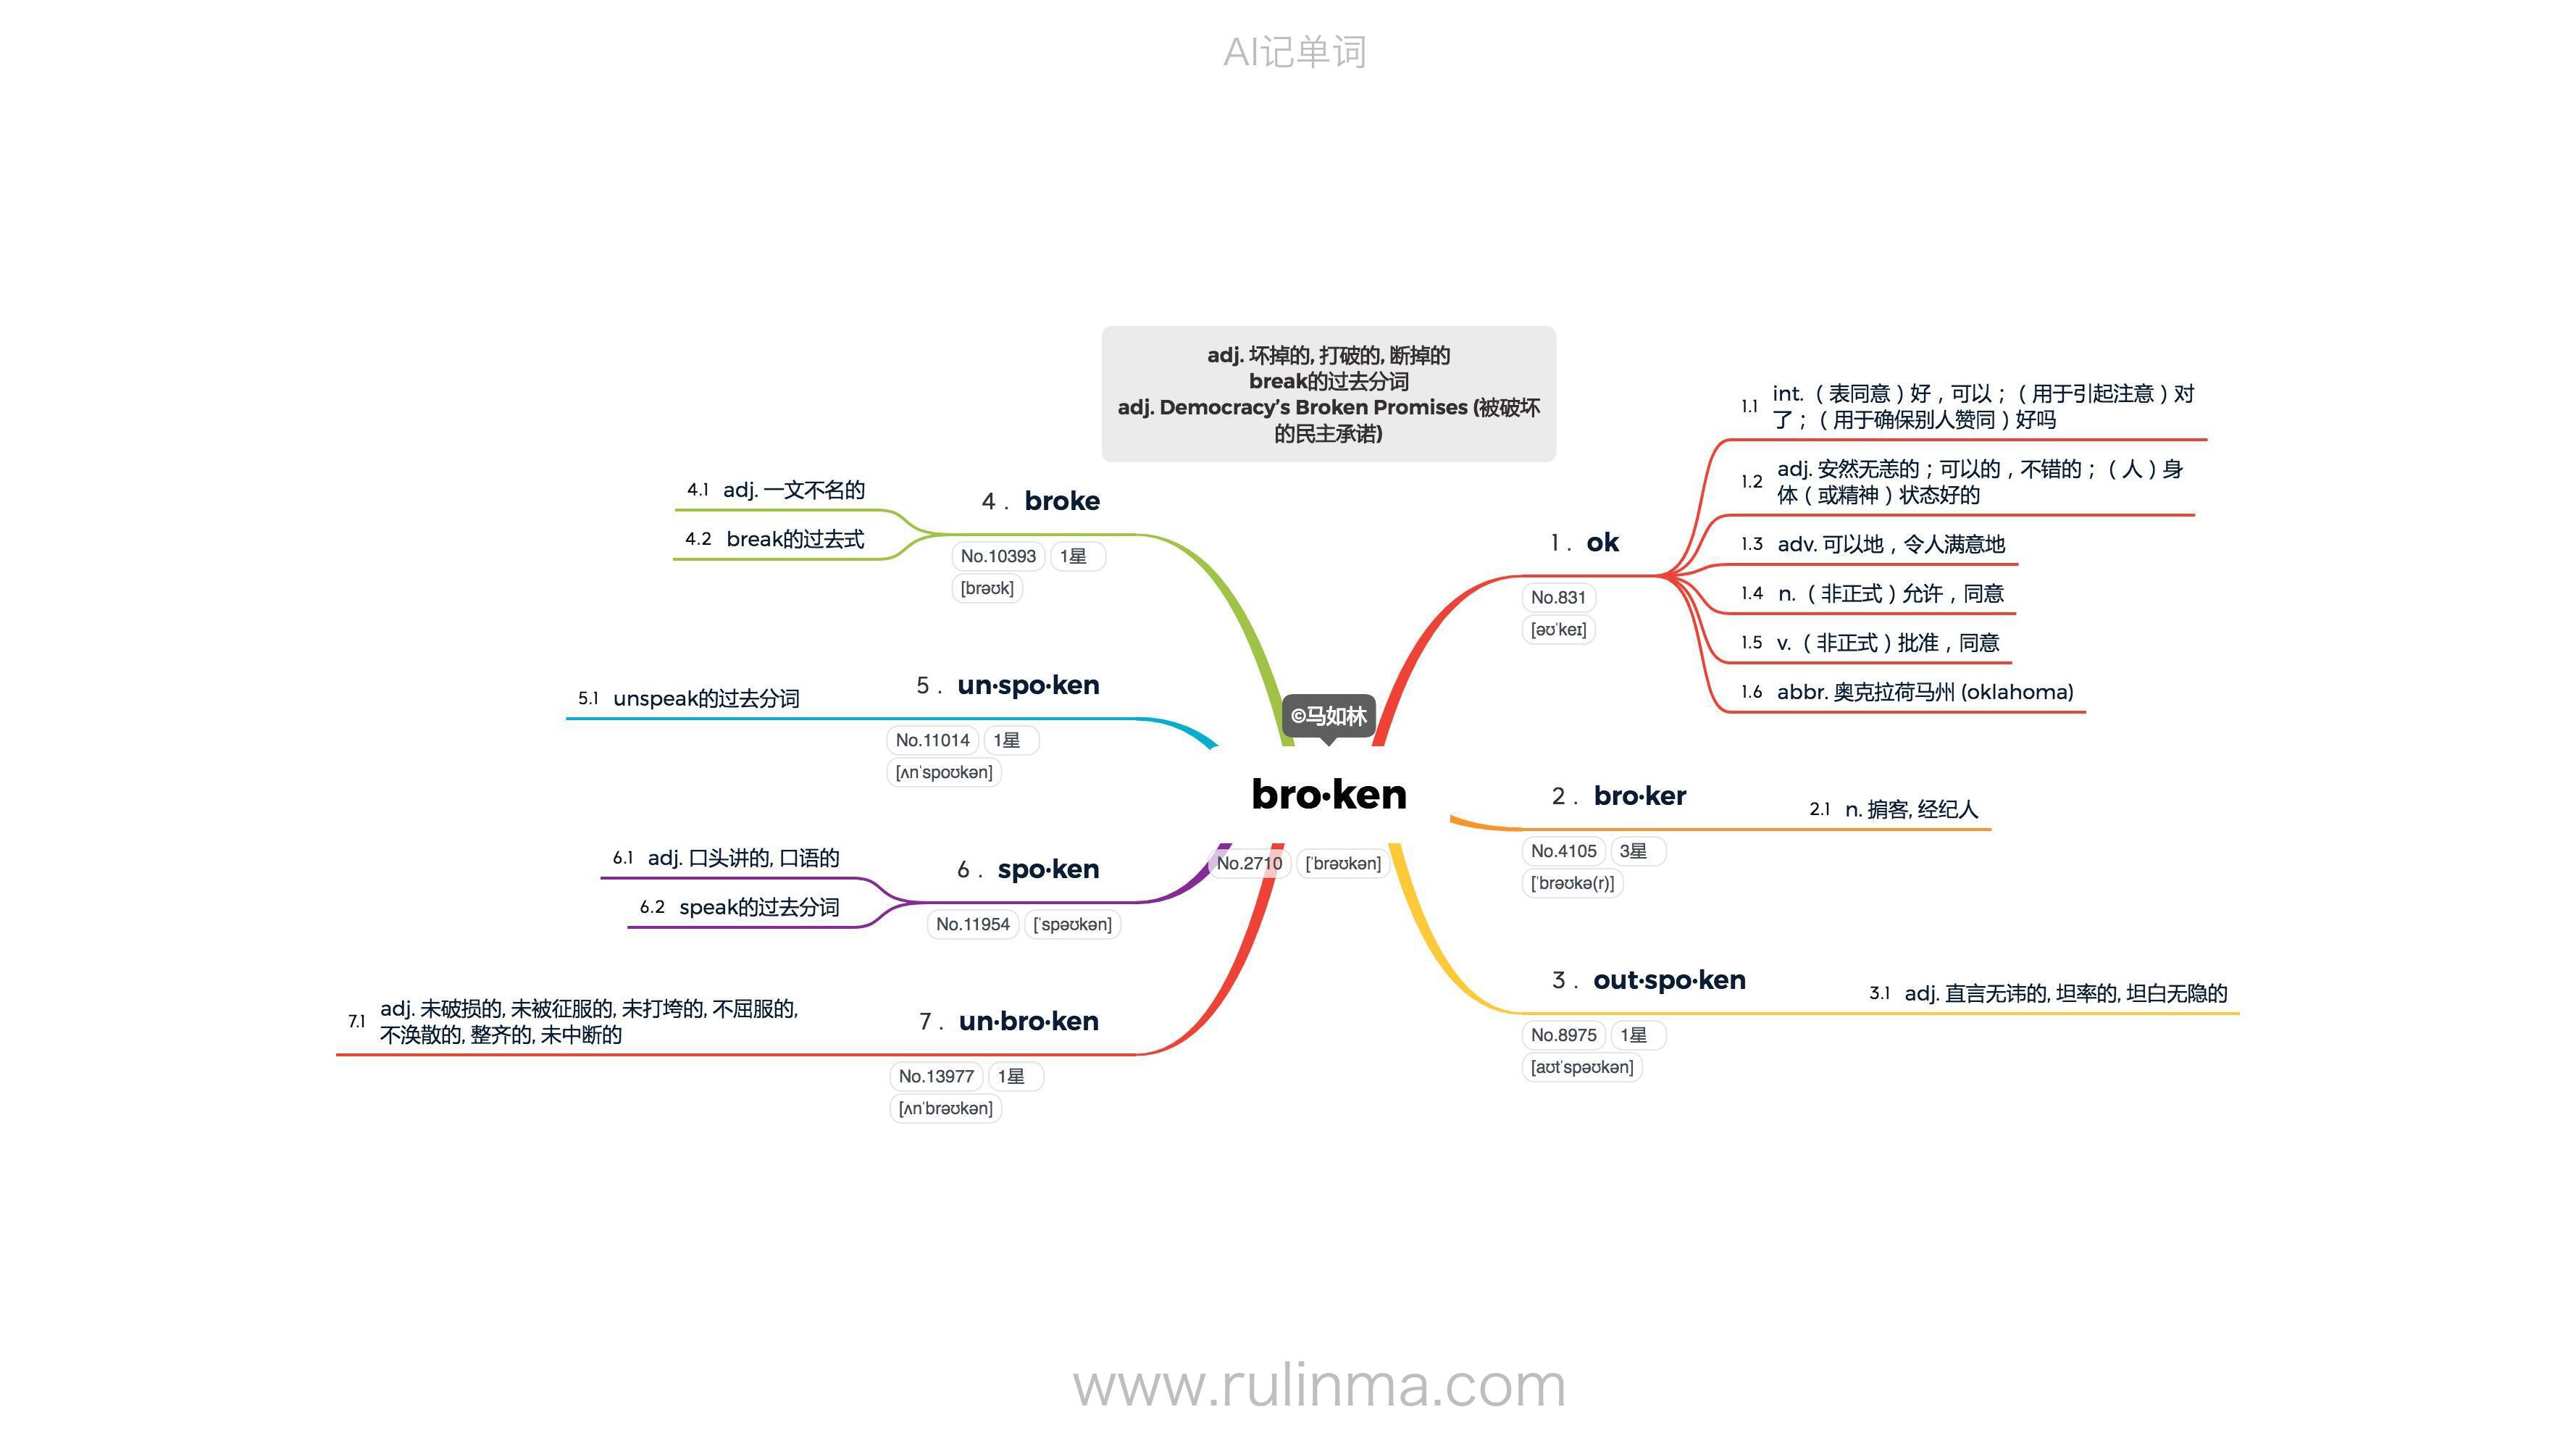 AI记单词
adj. 坏掉的, 打破的, 断掉的
break的过去分词
adj. Democracy’s Broken Promises (被破坏
的民主承诺)
©马如林
bro·ken
No.2710 [ˈbrəʊkən]
1. ok
No.831
[əʊˈkeɪ]
1.1 int.（表同意）好，可以；（用于引起注意）对
了；（用于确保别人赞同）好吗
1.2 adj. 安然无恙的；可以的，不错的；（人）身
体（或精神）状态好的
1.3 adv. 可以地，令人满意地
1.4 n.（非正式）允许，同意
1.5 v.（非正式）批准，同意
1.6 abbr. 奥克拉荷马州 (oklahoma)
2. bro·ker
No.4105 3星
[ˈbrəʊkə(r)]
2.1 n. 掮客, 经纪人
3. out·spo·ken
No.8975 1星
[aʊtˈspəʊkən]
3.1 adj. 直言无讳的, 坦率的, 坦白无隐的
4. broke
No.10393 1星
[brəʊk]
4.1 adj. 一文不名的
4.2 break的过去式
5. un·spo·ken
No.11014 1星
[ʌnˈspoʊkən]
5.1 unspeak的过去分词
6. spo·ken
No.11954 [ˈspəʊkən]
6.1 adj. 口头讲的, 口语的
6.2 speak的过去分词
7. un·bro·ken
No.13977 1星
[ʌnˈbrəʊkən]
7.1 adj. 未破损的, 未被征服的, 未打垮的, 不屈服的,
不涣散的, 整齐的, 未中断的
www.rulinma.com